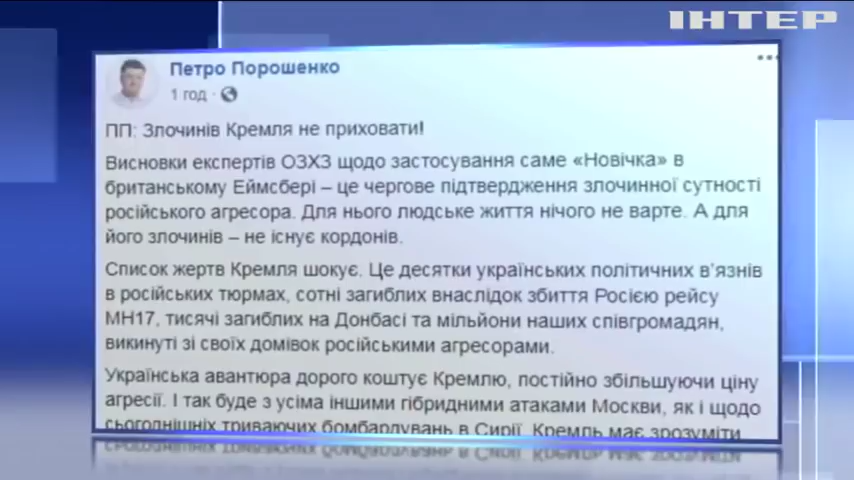 ІНТЕР
Петро Порошенко
1 год ·
ПП: Злочинів Кремля не приховати!
Висновки експертів ОЗХЗ щодо застосування саме «Новічка» в
британському Еймсбері – це чергове підтвердження злочинної сутності
російського агресора. Для нього людське життя нічого не варте. А для
його злочинів – не існує кордонів.
Список жертв Кремля шокує. Це десятки українських політичних в'язнів
в російських тюрмах, сотні загиблих внаслідок збиття Росією рейсу
МН17, тисячі загиблих на Донбасі та мільйони наших співгромадян,
викинуті зі своїх домівок російськими агресорами.
Українська авантюра дорого коштує Кремлю, постійно збільшуючи ціну
агресії. І так буде з усіма іншими гібридними атаками Москви, як і щодо
сьогоднішніх триваючих бомбардувань в Сирії. Кремль має зрозуміти